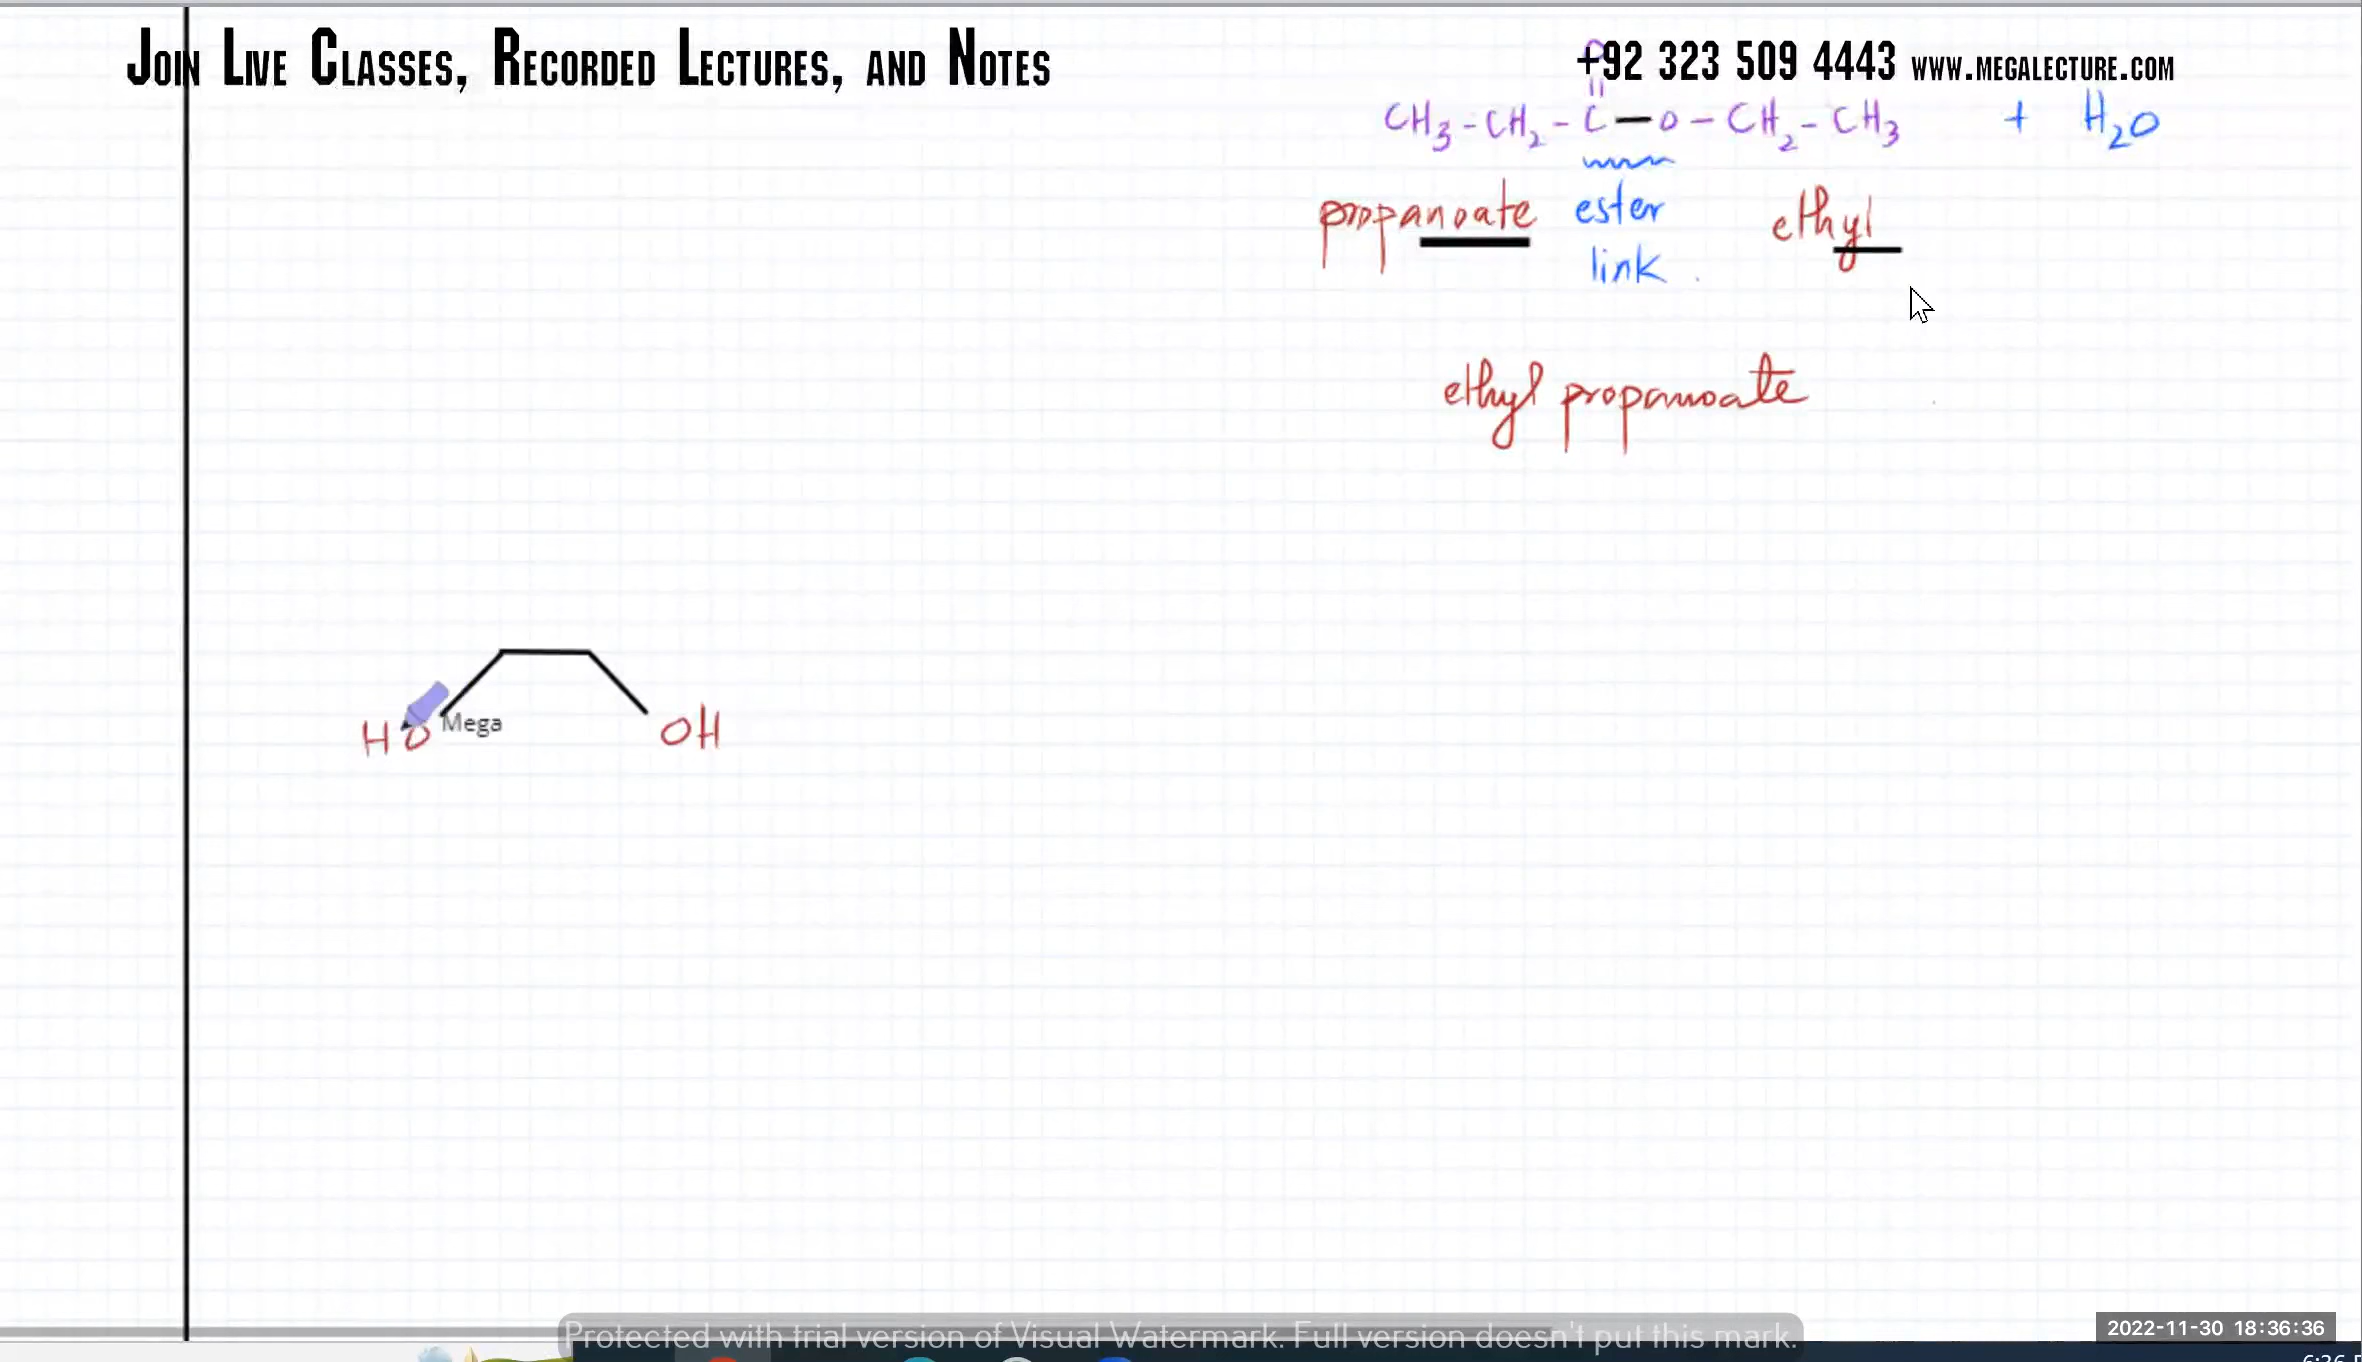 JOIN LIVE CLASSES, RECORDED LECTURES, AND NOTES
+92 323 509 4443 WWW.MEGALECTURE.COM
O
CH3-CH2-C-O-CH2-CH3 + H2O
propanoate ester link ethyl
ethyl propanoate
HO OH
Mega
Protected with trial version of Visual Watermark. Full version doesn't put this mark.
2022-11-30 18:36:36